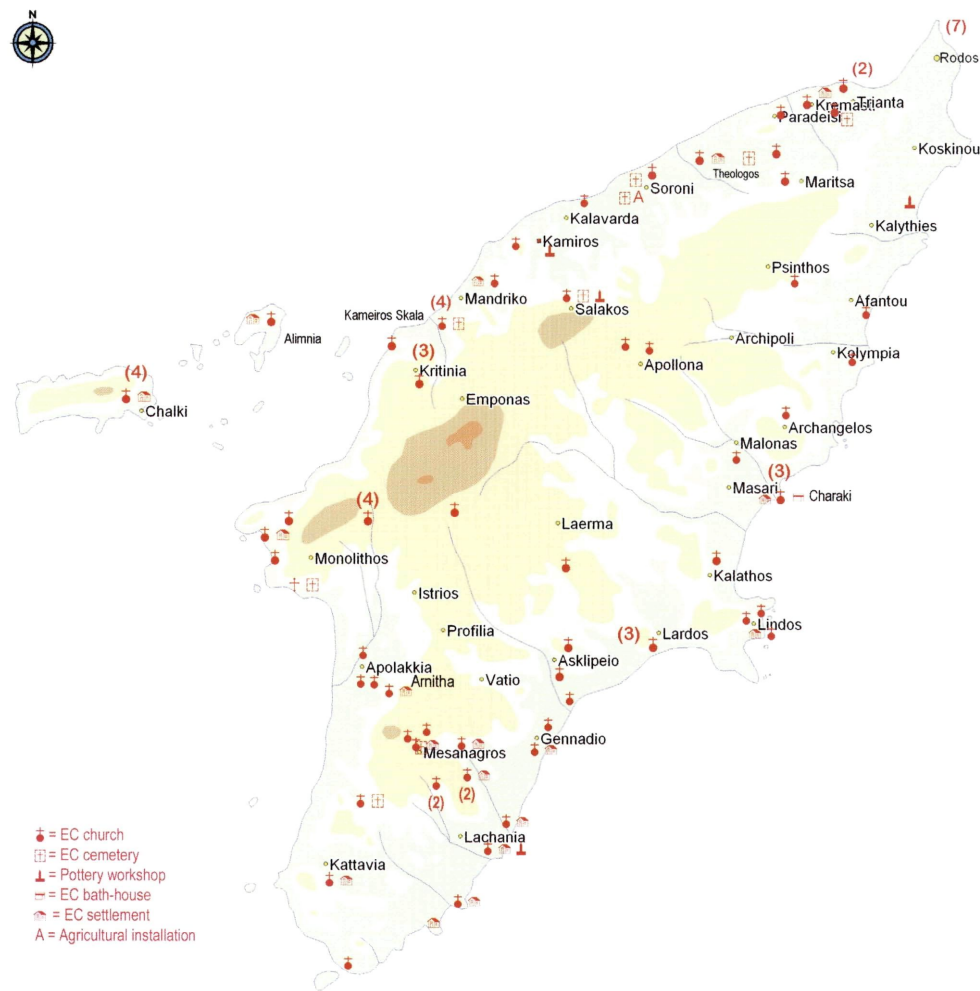 N
(7)
Rodos
(2)
Kremasti
Trianta
Paradeisi
Koskinou
Theologos
Maritsa
Soroni
A
Kalavarda
Kalythies
Kamiros
Psinthos
(4)
Mandriko
Afantou
Salakos
Kameiros Skala
Alimnia
Archipoli
(3)
Kolympia
Kritinia
Apollona
(4)
Emponas
Chalki
Archangelos
Malonas
(3)
Masari
Charaki
(4)
Laerma
Monolithos
Kalathos
Istrios
Lindos
Profilia
(3)
Lardos
Asklipeio
Apolakkia
Arnitha
Vatio
Gennadio
Mesanagros
(2)
(2)
Lachania
Kattavia
= EC church
= EC cemetery
= Pottery workshop
= EC bath-house
= EC settlement
A = Agricultural installation